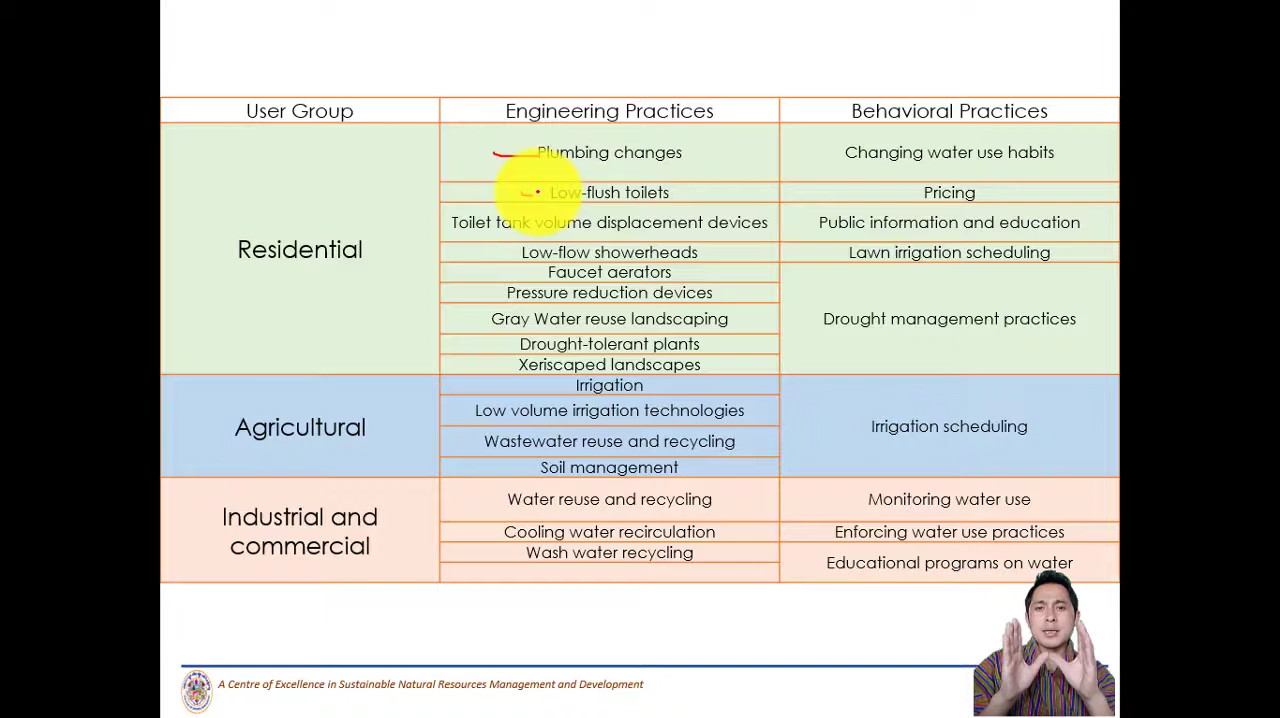 User Group Engineering Practices Behavioral Practices
Plumbing changes Changing water use habits
Low-flush toilets Pricing
Toilet tank volume displacement devices Public information and education
Residential
Low-flow showerheads Lawn irrigation scheduling
Faucet aerators
Pressure reduction devices
Gray Water reuse landscaping Drought management practices
Drought-tolerant plants
Xeriscaped landscapes
Irrigation
Low volume irrigation technologies
Agricultural Irrigation scheduling
Wastewater reuse and recycling
Soil management
Water reuse and recycling Monitoring water use
Industrial and
commercial
Cooling water recirculation Enforcing water use practices
Wash water recycling
Educational programs on water
A Centre of Excellence in Sustainable Natural Resources Management and Development